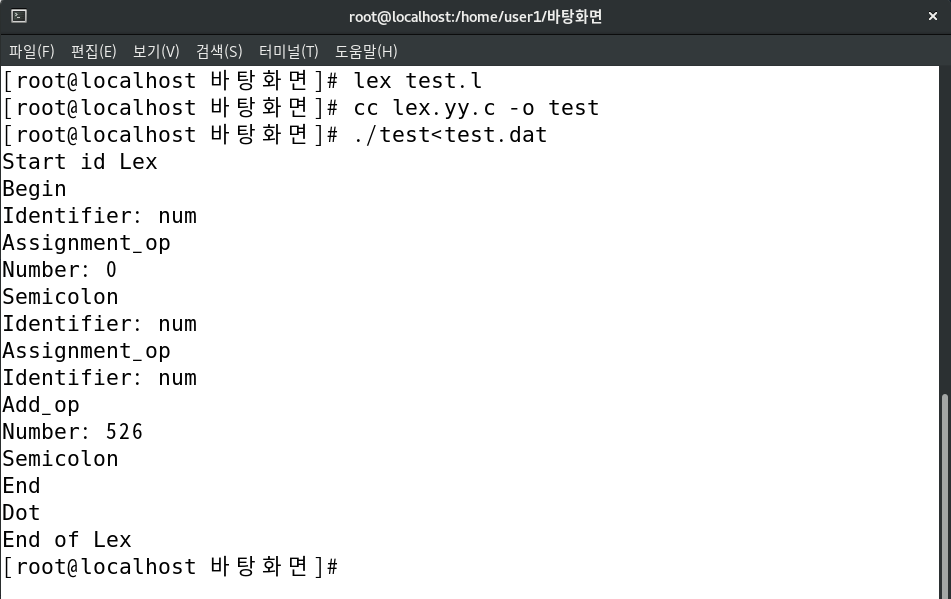 root@localhost:/home/user1/바탕화면
파일(F) 편집(E) 보기(V) 검색(S) 터미널(T) 도움말(H)
[root@localhost 바탕화면]# lex test.l
[root@localhost 바탕화면]# cc lex.yy.c -o test
[root@localhost 바탕화면]# ./test<test.dat
Start id Lex
Begin
Identifier: num
Assignment_op
Number: 0
Semicolon
Identifier: num
Assignment_op
Identifier: num
Add_op
Number: 526
Semicolon
End
Dot
End of Lex
[root@localhost 바탕화면]#